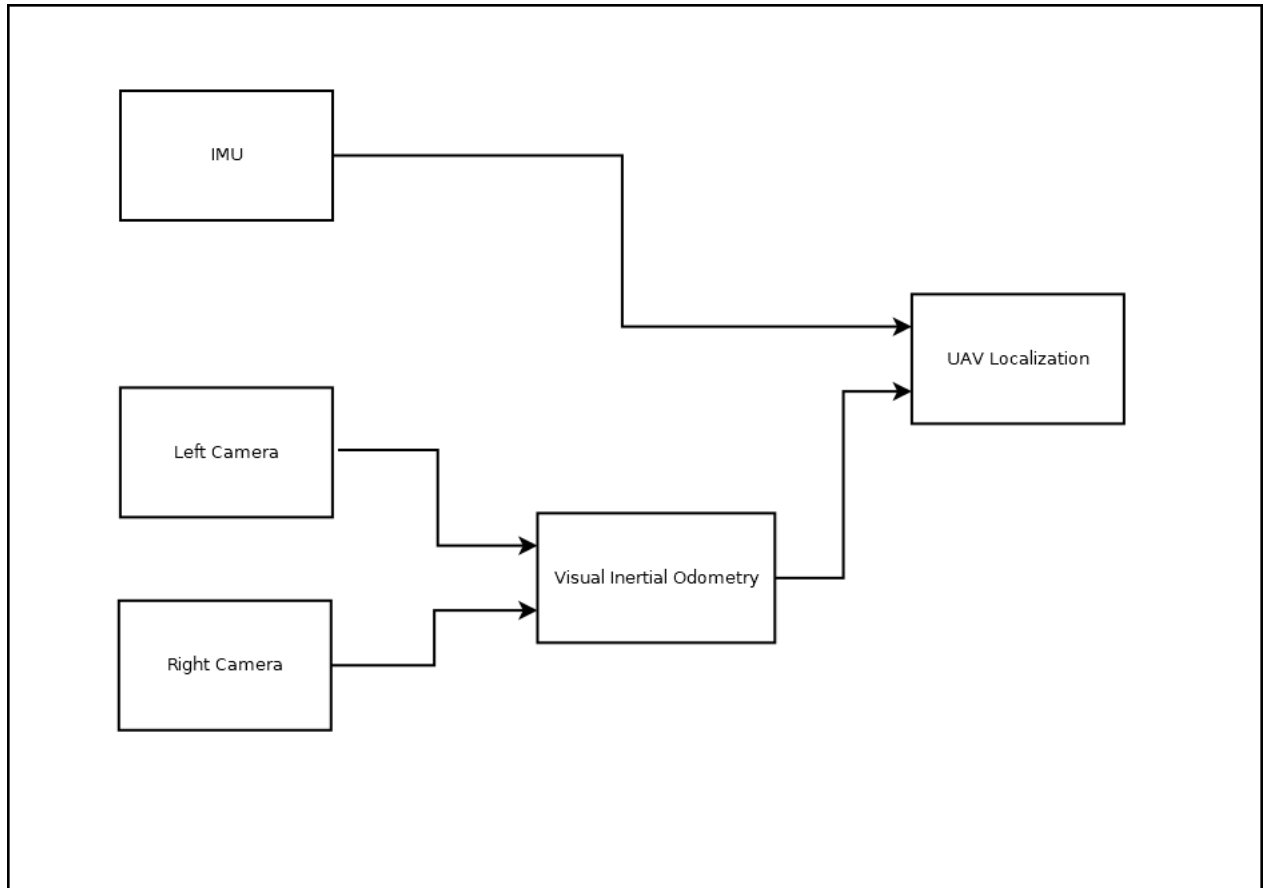 IMU
UAV Localization
Left Camera
Visual Inertial Odometry
Right Camera